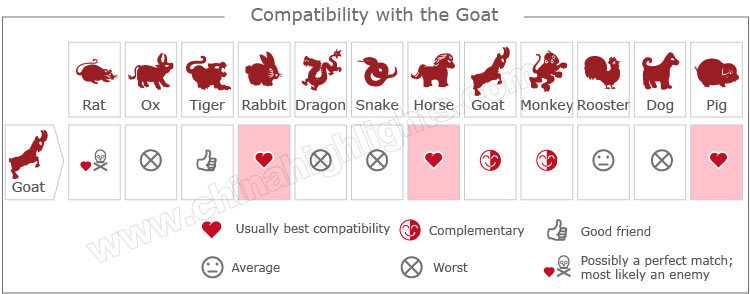 Compatibility with the Goat
Rat Ox Tiger Rabbit Dragon Snake Horse Goat Monkey Rooster Dog Pig
Goat
Usually best compatibility Complementary Good friend
Average Worst Possibly a perfect match;
most likely an enemy
www.chinahighlights.com